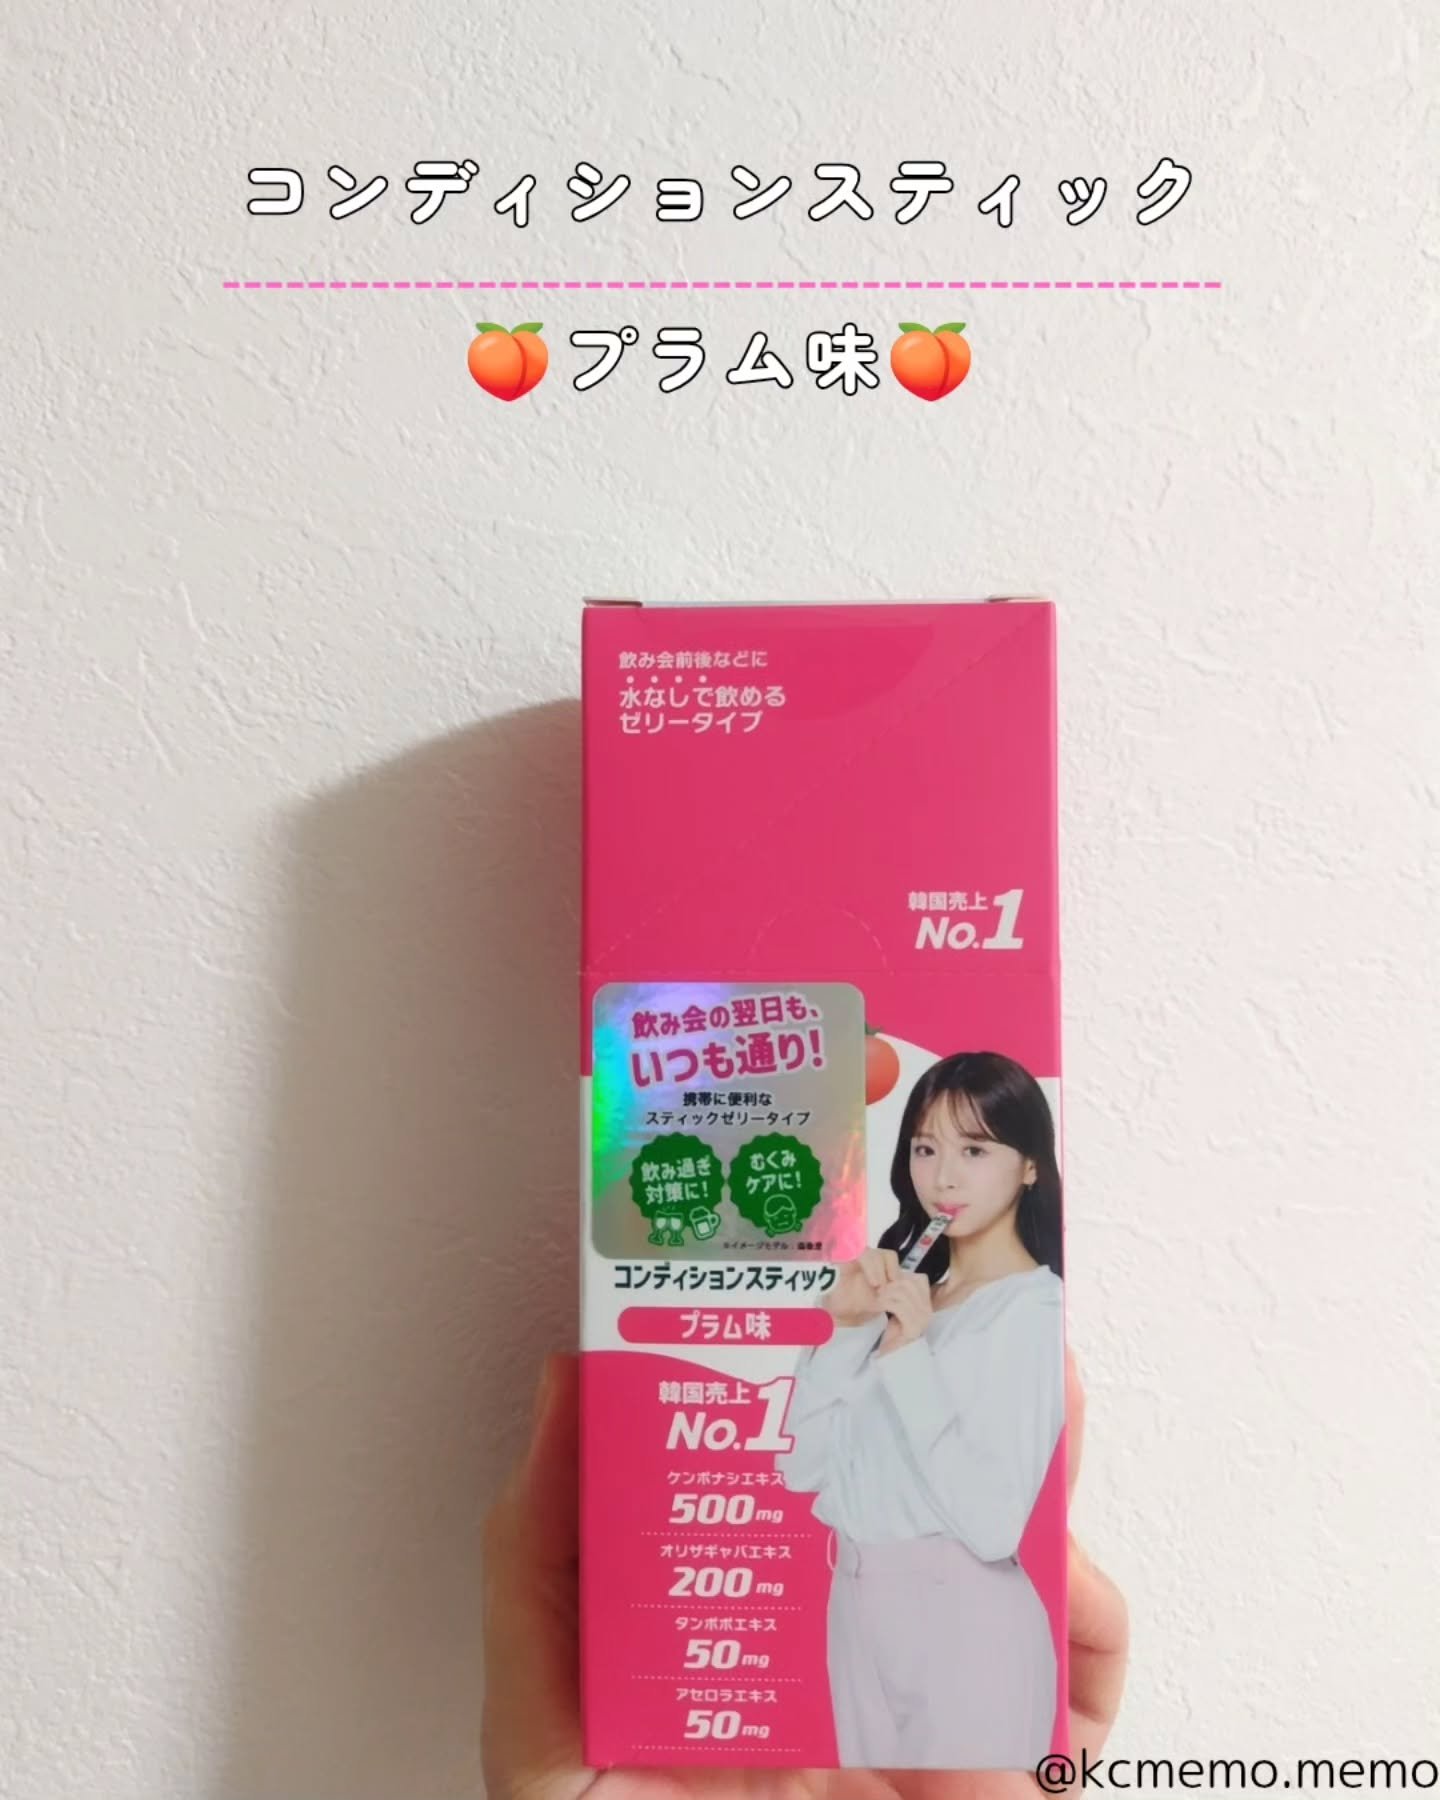 コンディションスティック
🍑プラム味🍑
飲み会前後などに
水なしで飲める
ゼリータイプ
韓国売上
No.1
飲み会の翌日も、
いつも通り!
携帯に便利な
スティックゼリータイプ
飲み過ぎ
対策に!
むくみ
ケアに!
※イメージモデル:
コンディションスティック
プラム味
韓国売上
No.1
ケンポナシエキス
500mg
オリザギャバエキス
200mg
タンポポエキス
50mg
アセロラエキス
50mg
@kcmemo.memo